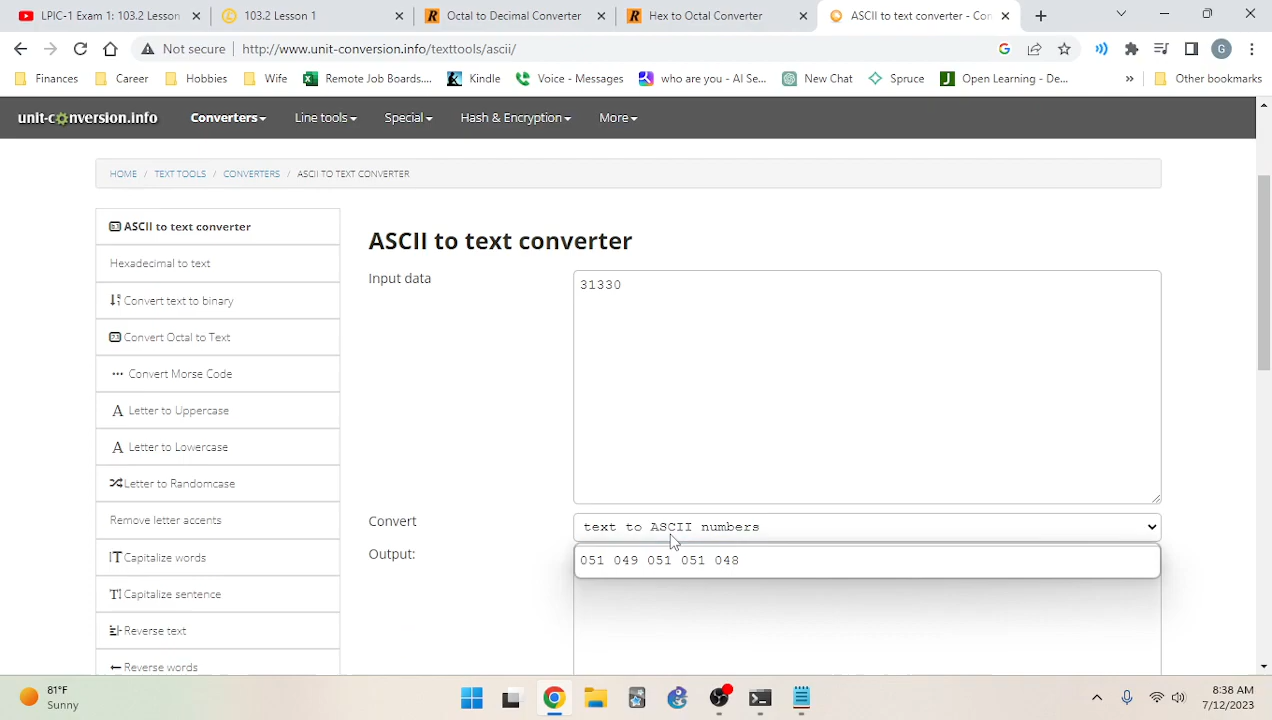 LPIC-1 Exam 1: 103.2 Lesson
103.2 Lesson 1
Octal to Decimal Converter
Hex to Octal Converter
ASCII to text converter - Con
Not secure
http://www.unit-conversion.info/texttools/ascii/
G
Finances
Career
Hobbies
Wife
Remote Job Boards....
Kindle
Voice - Messages
who are you - AI Se...
New Chat
Spruce
Open Learning - De...
»
Other bookmarks
unit-conversion.info
Converters
Line tools
Special
Hash & Encryption
More
HOME / TEXT TOOLS / CONVERTERS / ASCII TO TEXT CONVERTER
ASCII to text converter
Hexadecimal to text
Convert text to binary
Convert Octal to Text
Convert Morse Code
A Letter to Uppercase
A Letter to Lowercase
Letter to Randomcase
Remove letter accents
Capitalize words
Capitalize sentence
Reverse text
Reverse words
ASCII to text converter
Input data
31330
Convert
text to ASCII numbers
Output:
051 049 051 051 048
81°F
Sunny
8:38 AM
7/12/2023